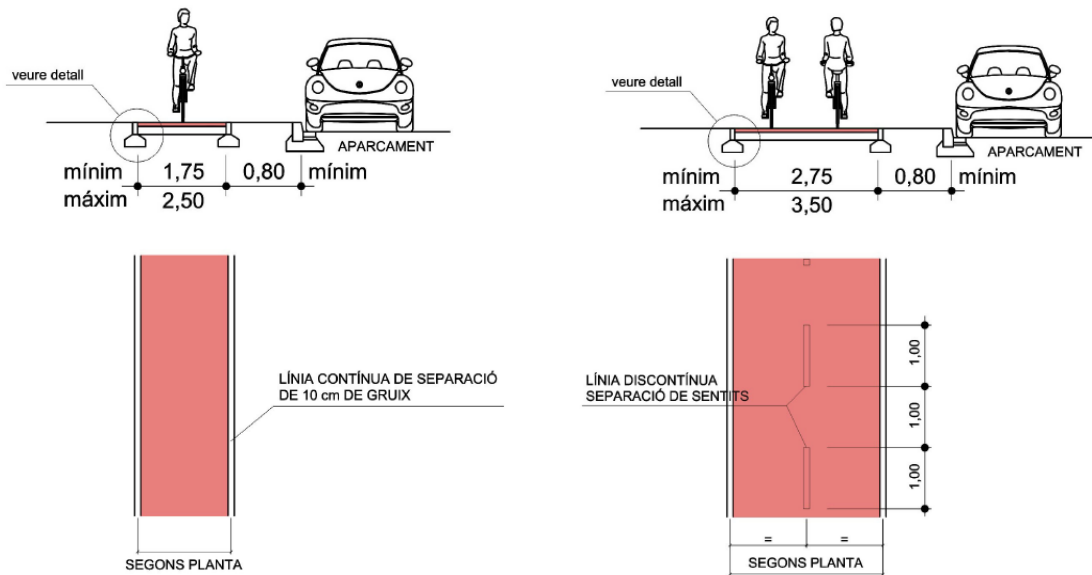 veure detall
APARCAMENT
mínim 1,75 0,80 mínim
máxim 2,50
LÍNIA CONTÍNUA DE SEPARACIÓ
DE 10 cm DE GRUIX
SEGONS PLANTA
veure detall
APARCAMENT
mínim 2,75 0,80 mínim
máxim 3,50
LÍNIA DISCONTÍNUA
SEPARACIÓ DE SENTITS
1,00
1,00
1,00
= =
SEGONS PLANTA